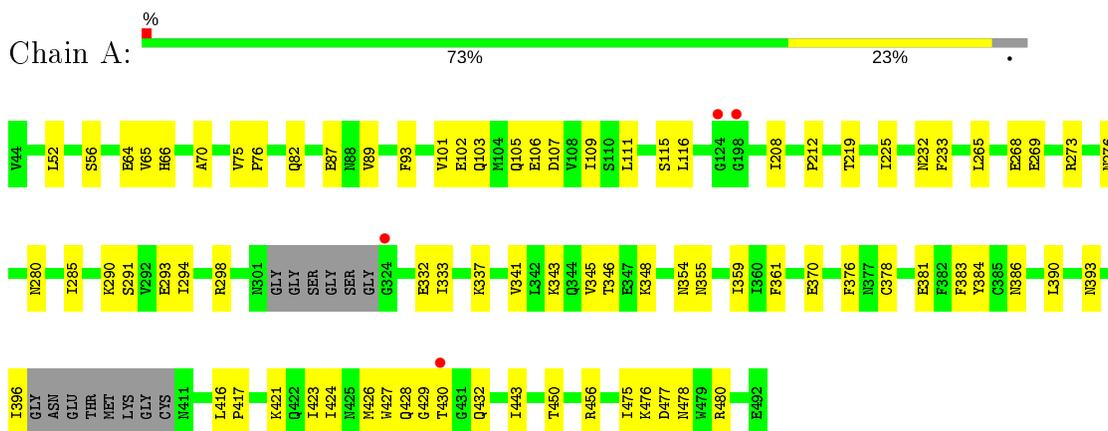 %
Chain A:
73% 23% •
V44 L52 S56 E64 V65 H66 A70 V75 P76 Q82 E87 N88 V89 F93 V101 E102 Q103 M104 Q105 E106 D107 V108 I109 S110 L111 S115 L116 G124 G198 I208 P212 T219 I225 N232 F233 L265 E268 E269 R273
N280 I285 K290 S291 V292 E293 I294 R298 N301 GLY GLY SER GLY SER GLY G324 E332 I333 K337 V341 L342 K343 Q344 V345 T346 E347 K348 N354 N355 I359 I360 F361 E370 F376 N377 C378 E381 F382 F383 Y384 C385 N386 L390 N393
I396 GLY ASN GLU THR MET LYS GLY CYS N411 L416 P417 K421 Q422 I423 I424 N425 M426 W427 Q428 G429 T430 G431 Q432 I443 T450 R456 I475 K476 D477 N478 W479 R480 E492